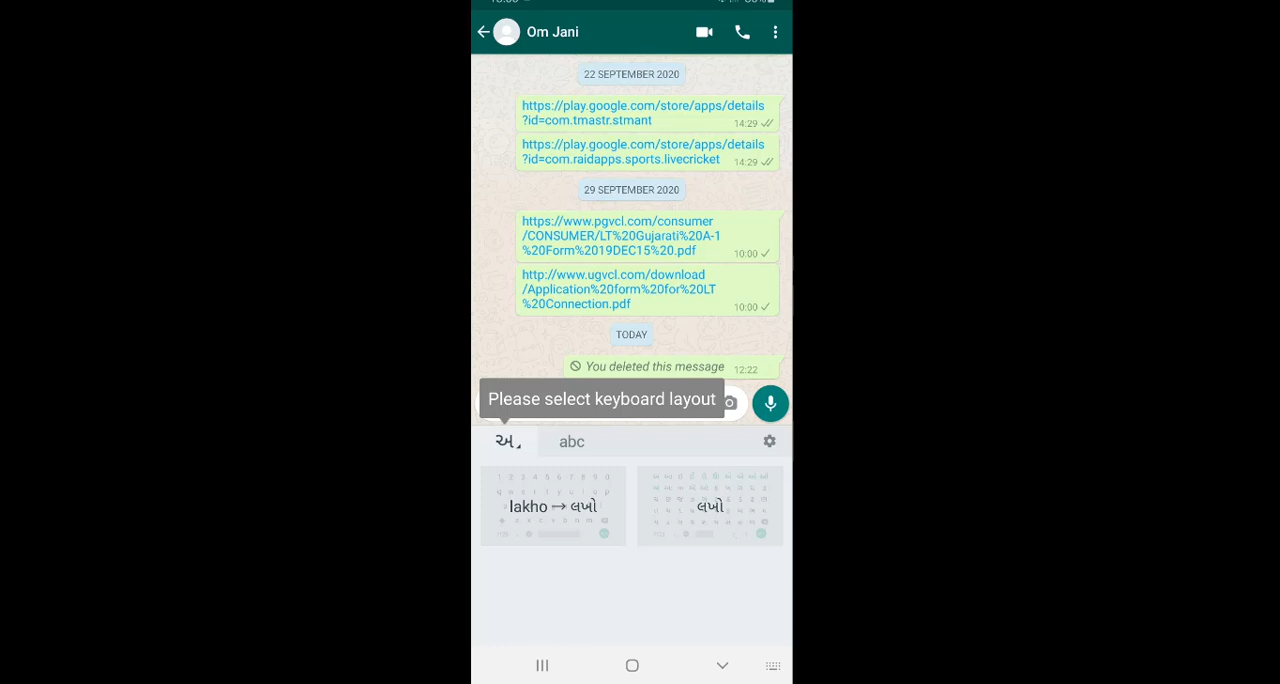 Om Jani
22 SEPTEMBER 2020
https://play.google.com/store/apps/details
?id=com.tmastr.stmant
14:29
https://play.google.com/store/apps/details
?id=com.raidapps.sports.livecricket
14:29
29 SEPTEMBER 2020
https://www.pgvcl.com/consumer
/CONSUMER/LT%20Gujarati%20A-1
%20Form%2019DEC15%20.pdf
10:00
http://www.ugvcl.com/download
/Application%20form%20for%20LT
%20Connection.pdf
10:00
TODAY
You deleted this message
12:22
Please select keyboard layout
અ
abc
lakho → લખો
લખો